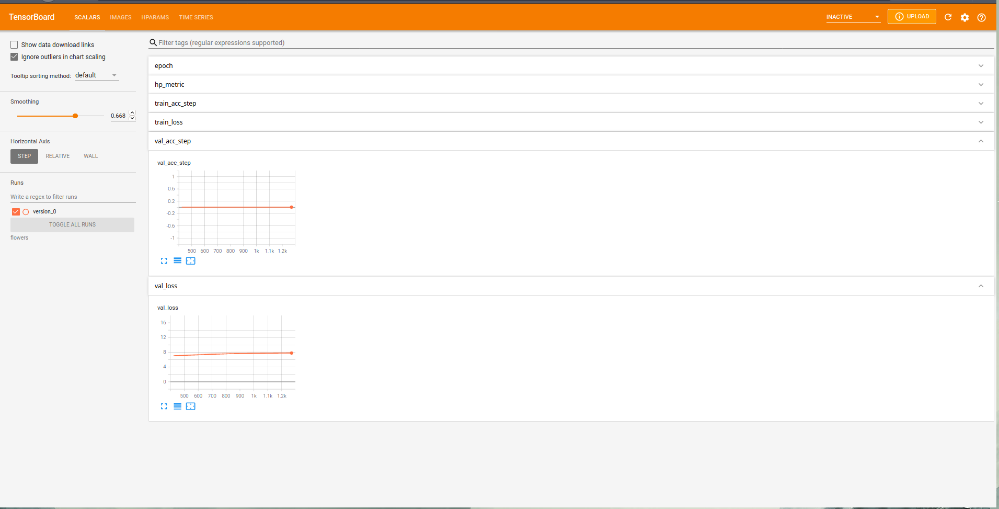 TensorBoard SCALARS IMAGES HPARAMS TIME SERIES INACTIVE UPLOAD
Show data download links
Ignore outliers in chart scaling
Tooltip sorting method: default
Smoothing
0.668
Horizontal Axis
STEP RELATIVE WALL
Runs
Write a regex to filter runs
version_0
TOGGLE ALL RUNS
flowers
Filter tags (regular expressions supported)
epoch
hp_metric
train_acc_step
train_loss
val_acc_step
val_acc_step
1
0.6
0.2
-0.2
-0.6
-1
500 600 700 800 900 1k 1.1k 1.2k
val_loss
val_loss
16
12
8
4
0
500 600 700 800 900 1k 1.1k 1.2k